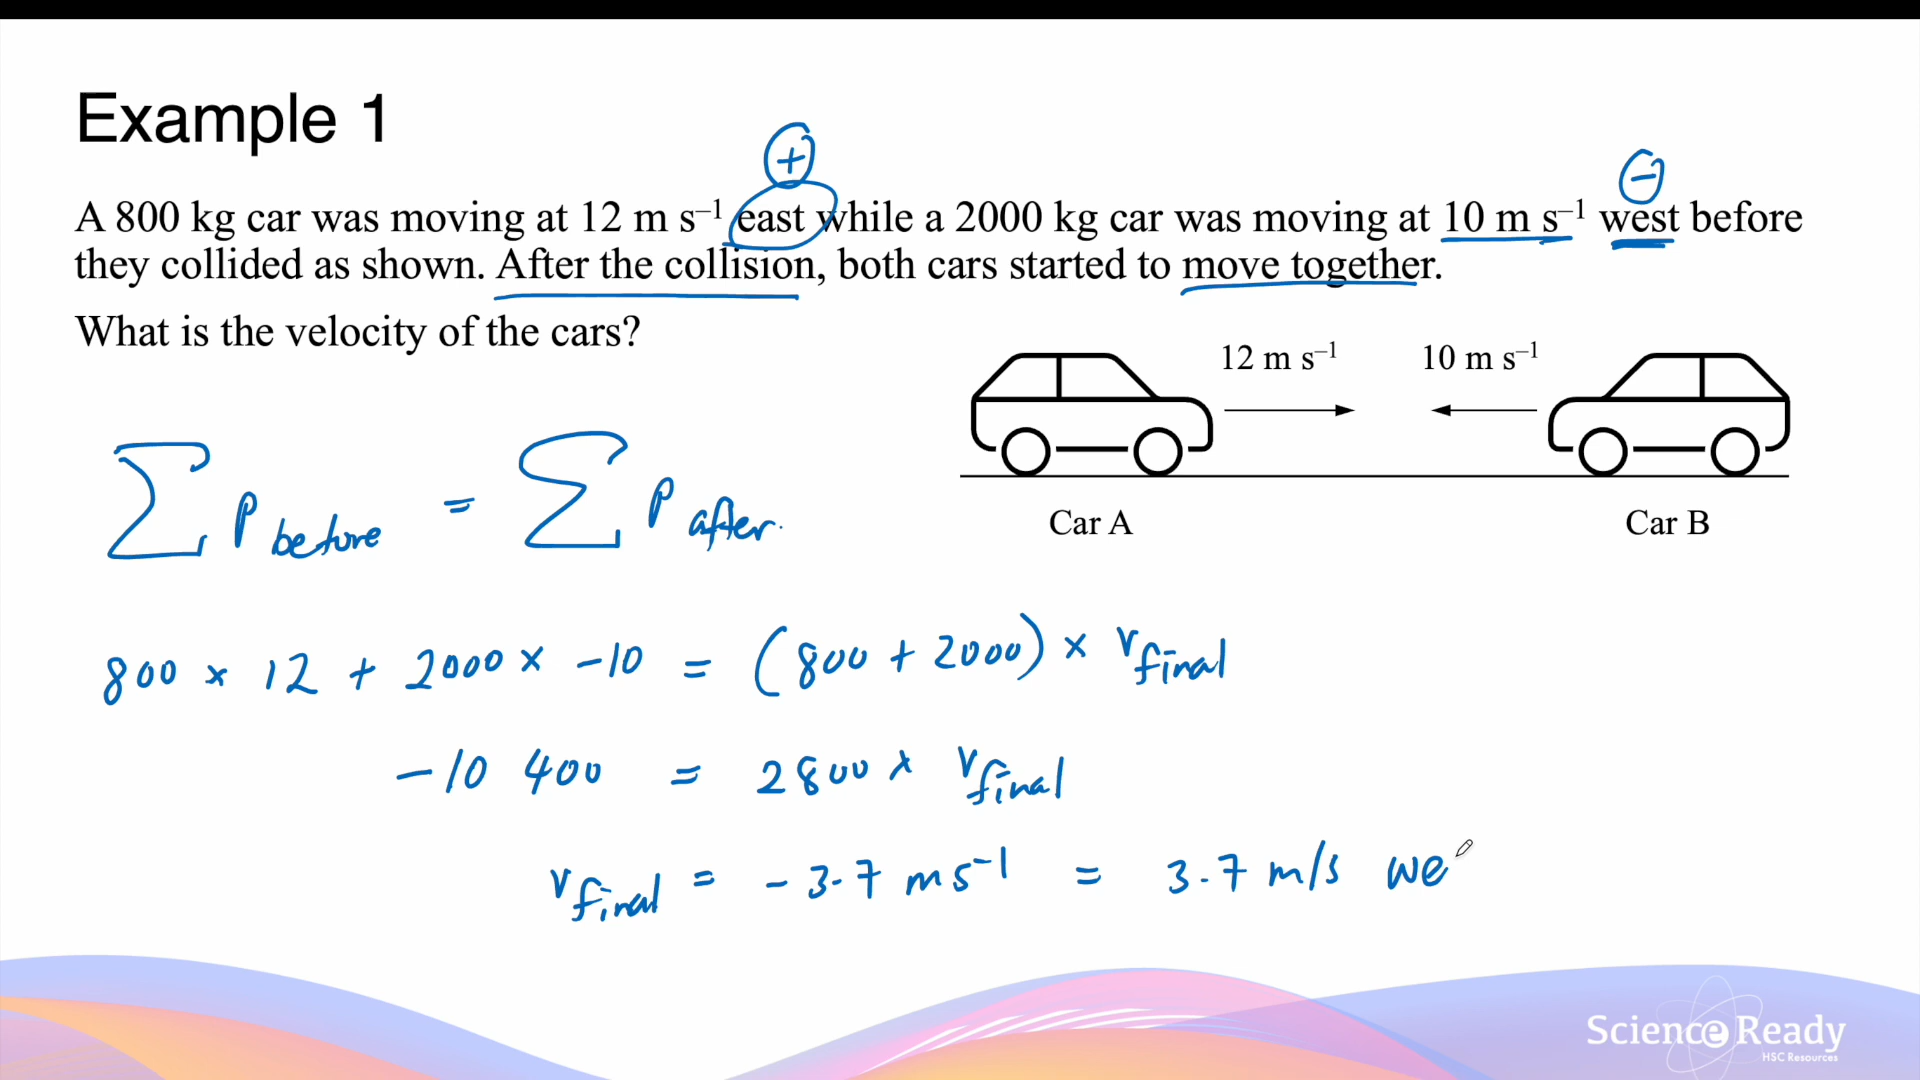 Example 1
+
−
A 800 kg car was moving at 12 m s⁻¹ east while a 2000 kg car was moving at 10 m s⁻¹ west before
they collided as shown. After the collision, both cars started to move together.
What is the velocity of the cars?
12 m s⁻¹ 10 m s⁻¹
Car A Car B
∑ P before = ∑ P after.
800 × 12 + 2000 × -10 = (800 + 2000) × v final
-10 400 = 2800 × v final
v final = -3.7 ms⁻¹ = 3.7 m/s we
Science Ready
HSC Resources